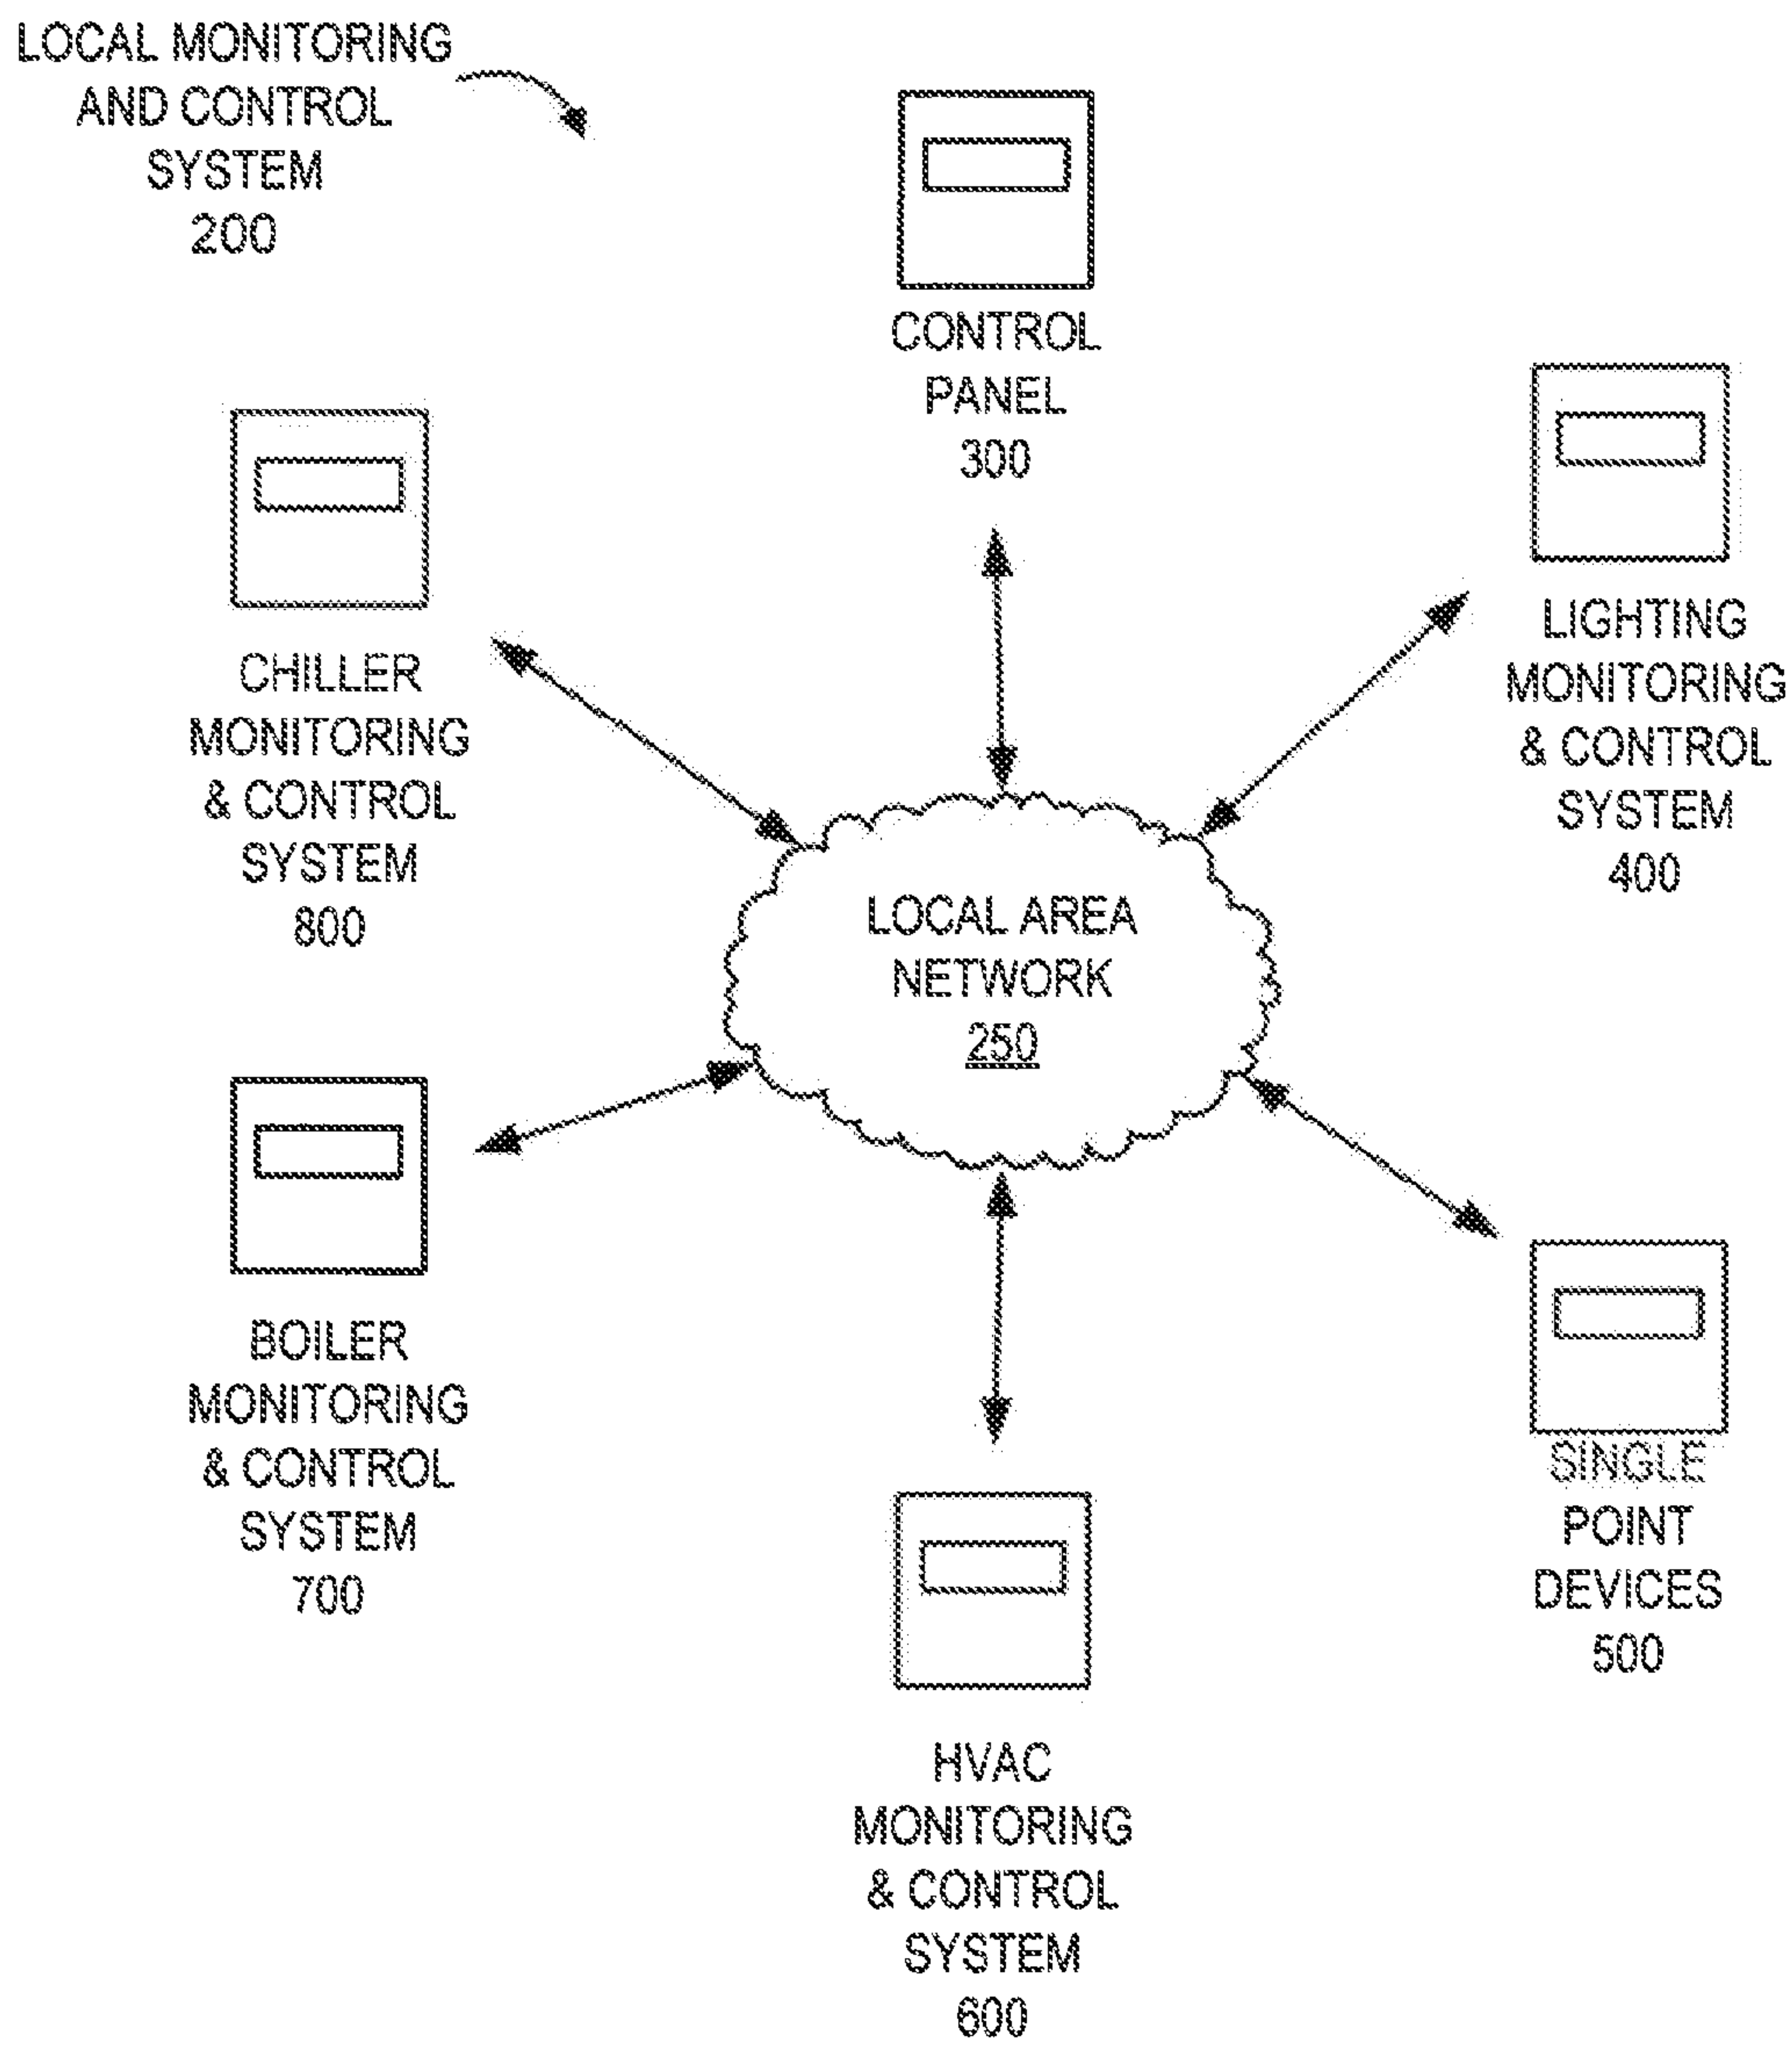 LOCAL MONITORING
AND CONTROL
SYSTEM
200
CONTROL
PANEL
300
LIGHTING
MONITORING
& CONTROL
SYSTEM
400
CHILLER
MONITORING
& CONTROL
SYSTEM
800
LOCAL AREA
NETWORK
250
BOILER
MONITORING
& CONTROL
SYSTEM
700
SINGLE
POINT
DEVICES
500
HVAC
MONITORING
& CONTROL
SYSTEM
600